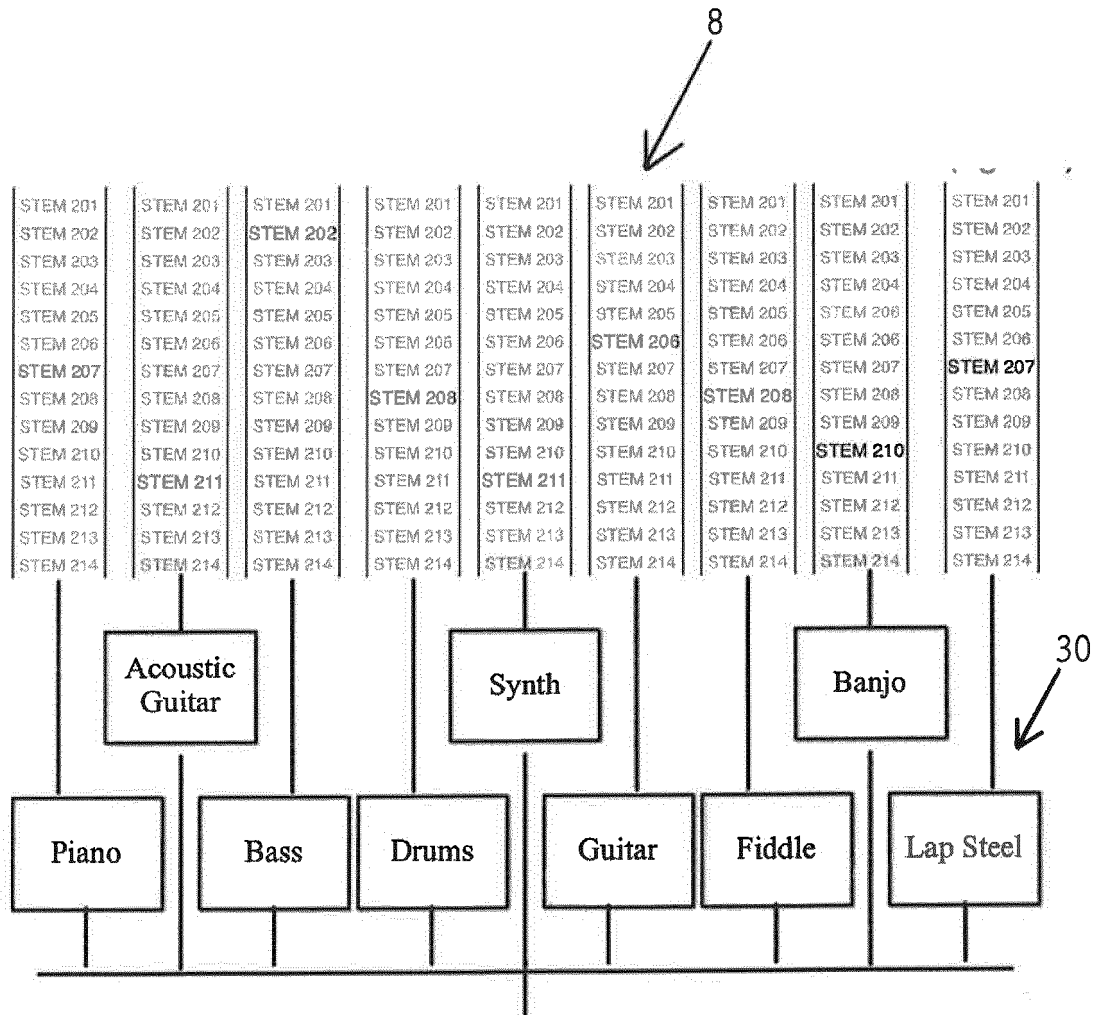 8
STEM 201 STEM 201 STEM 201 STEM 201 STEM 201 STEM 201 STEM 201 STEM 201 STEM 201
STEM 202 STEM 202 STEM 202 STEM 202 STEM 202 STEM 202 STEM 202 STEM 202 STEM 202
STEM 203 STEM 203 STEM 203 STEM 203 STEM 203 STEM 203 STEM 203 STEM 203 STEM 203
STEM 204 STEM 204 STEM 204 STEM 204 STEM 204 STEM 204 STEM 204 STEM 204 STEM 204
STEM 205 STEM 205 STEM 205 STEM 205 STEM 205 STEM 205 STEM 205 STEM 205 STEM 205
STEM 206 STEM 206 STEM 206 STEM 206 STEM 206 STEM 206 STEM 206 STEM 206 STEM 206
STEM 207 STEM 207 STEM 207 STEM 207 STEM 207 STEM 207 STEM 207 STEM 207 STEM 207
STEM 208 STEM 208 STEM 208 STEM 208 STEM 208 STEM 208 STEM 208 STEM 208 STEM 208
STEM 209 STEM 209 STEM 209 STEM 209 STEM 209 STEM 209 STEM 209 STEM 209 STEM 209
STEM 210 STEM 210 STEM 210 STEM 210 STEM 210 STEM 210 STEM 210 STEM 210 STEM 210
STEM 211 STEM 211 STEM 211 STEM 211 STEM 211 STEM 211 STEM 211 STEM 211 STEM 211
STEM 212 STEM 212 STEM 212 STEM 212 STEM 212 STEM 212 STEM 212 STEM 212 STEM 212
STEM 213 STEM 213 STEM 213 STEM 213 STEM 213 STEM 213 STEM 213 STEM 213 STEM 213
STEM 214 STEM 214 STEM 214 STEM 214 STEM 214 STEM 214 STEM 214 STEM 214 STEM 214
30
Acoustic
Guitar
Synth
Banjo
Piano
Bass
Drums
Guitar
Fiddle
Lap Steel